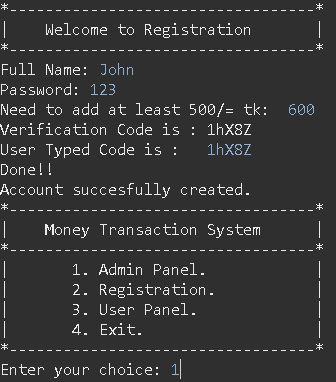 *-------------------------------*
|    Welcome to Registration    |
*-------------------------------*
Full Name: John
Password: 123
Need to add at least 500/= tk:  600
Verification Code is : 1hX8Z
User Typed Code is :   1hX8Z
Done!!
Account succesfully created.
*-------------------------------*
|    Money Transaction System   |
*-------------------------------*
|       1. Admin Panel.         |
|       2. Registration.        |
|       3. User Panel.          |
|       4. Exit.                |
*-------------------------------*
Enter your choice: 1